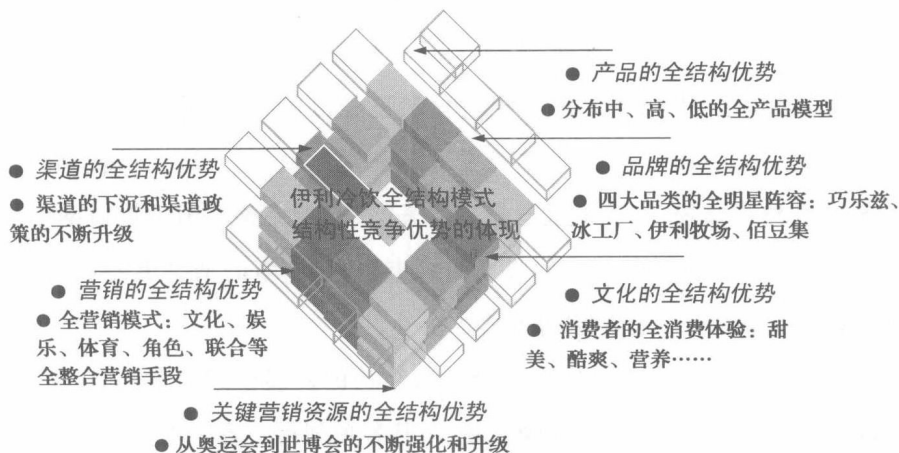 ● 产品的全结构优势
● 分布中、高、低的全产品模型
● 渠道的全结构优势
● 渠道的下沉和渠道政
策的不断升级
伊利冷饮全结构模式
结构性竞争优势的体现
● 品牌的全结构优势
● 四大品类的全明星阵容：巧乐兹、
冰工厂、伊利牧场、佰豆集
● 营销的全结构优势
● 全营销模式：文化、娱
乐、体育、角色、联合等
全整合营销手段
● 文化的全结构优势
● 消费者的全消费体验：甜
美、酷爽、营养……
● 关键营销资源的全结构优势
● 从奥运会到世博会的不断强化和升级